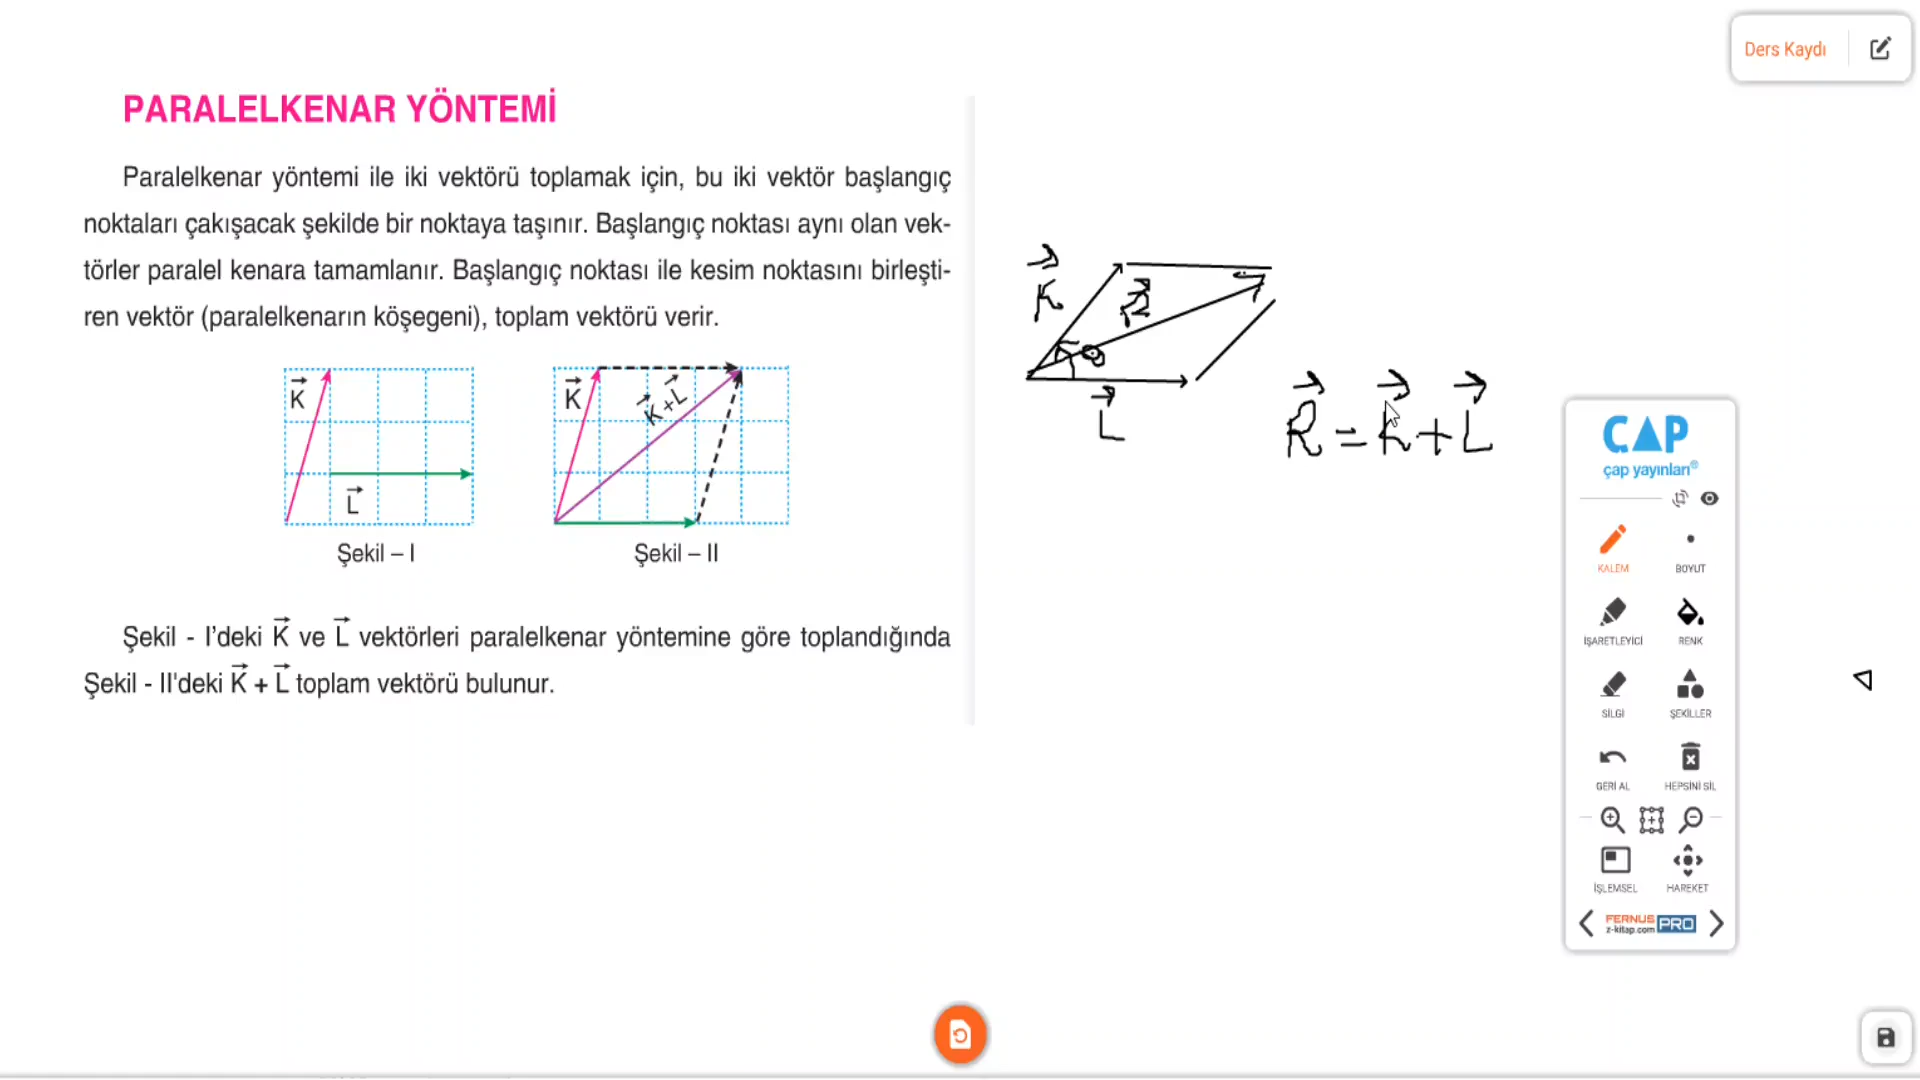 Ders Kaydı
PARALELKENAR YÖNTEMİ
Paralelkenar yöntemi ile iki vektörü toplamak için, bu iki vektör başlangıç
noktaları çakışacak şekilde bir noktaya taşınır. Başlangıç noktası aynı olan vek-
törler paralel kenara tamamlanır. Başlangıç noktası ile kesim noktasını birleşti-
ren vektör (paralelkenarın köşegeni), toplam vektörü verir.
K
L
Şekil – I
K
K+L
Şekil – II
Şekil - I’deki K ve L vektörleri paralelkenar yöntemine göre toplandığında
Şekil - II'deki K + L toplam vektörü bulunur.
K
R
θ
L
R = K + L
ÇAP
çap yayınları®
KALEM
BOYUT
İŞARETLEYİCİ
RENK
SİLGİ
ŞEKİLLER
GERİ AL
HEPSİNİ SİL
İŞLEMSEL
HAREKET
FERNUS
z-kitap.com
PRO